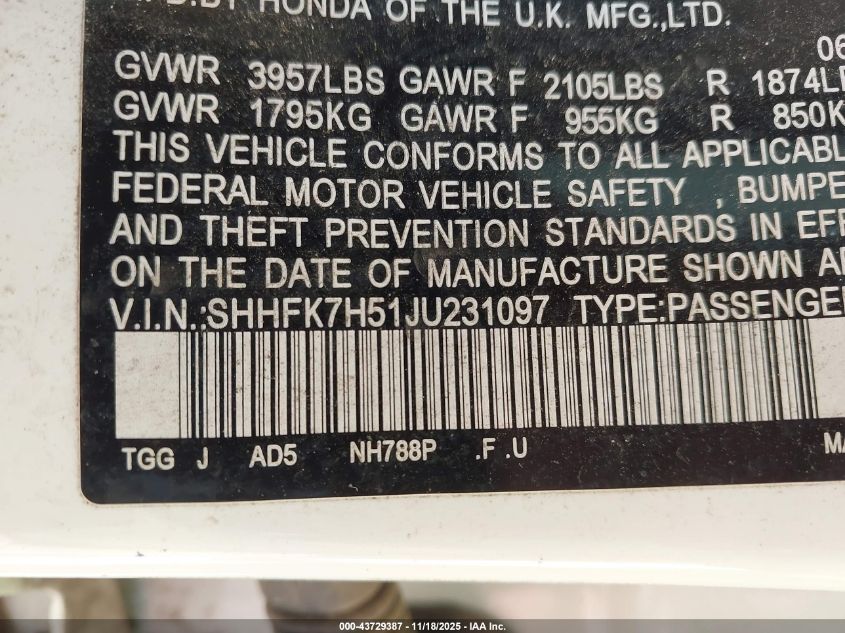 BY HONDA OF THE U.K. MFG.,LTD.
06
GVWR 3957LBS GAWR F 2105LBS R 1874L
GVWR 1795KG GAWR F 955KG R 850K
THIS VEHICLE CONFORMS TO ALL APPLICABL
FEDERAL MOTOR VEHICLE SAFETY , BUMPE
AND THEFT PREVENTION STANDARDS IN EFF
ON THE DATE OF MANUFACTURE SHOWN A
V.I.N.:SHHFK7H51JU231097 TYPE:PASSENGE
TGG J AD5 NH788P .F .U MA
000-43729387 - 11/18/2025 - IAA Inc.